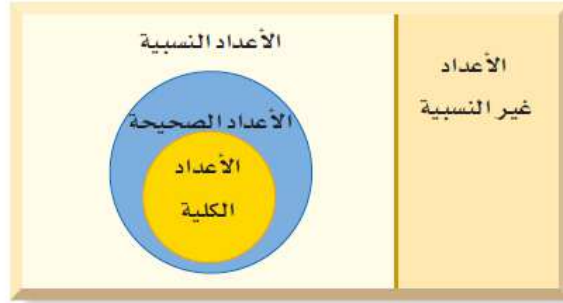 الأعداد
غير النسبية
الأعداد النسبية
الأعداد الصحيحة
الأعداد
الكلية